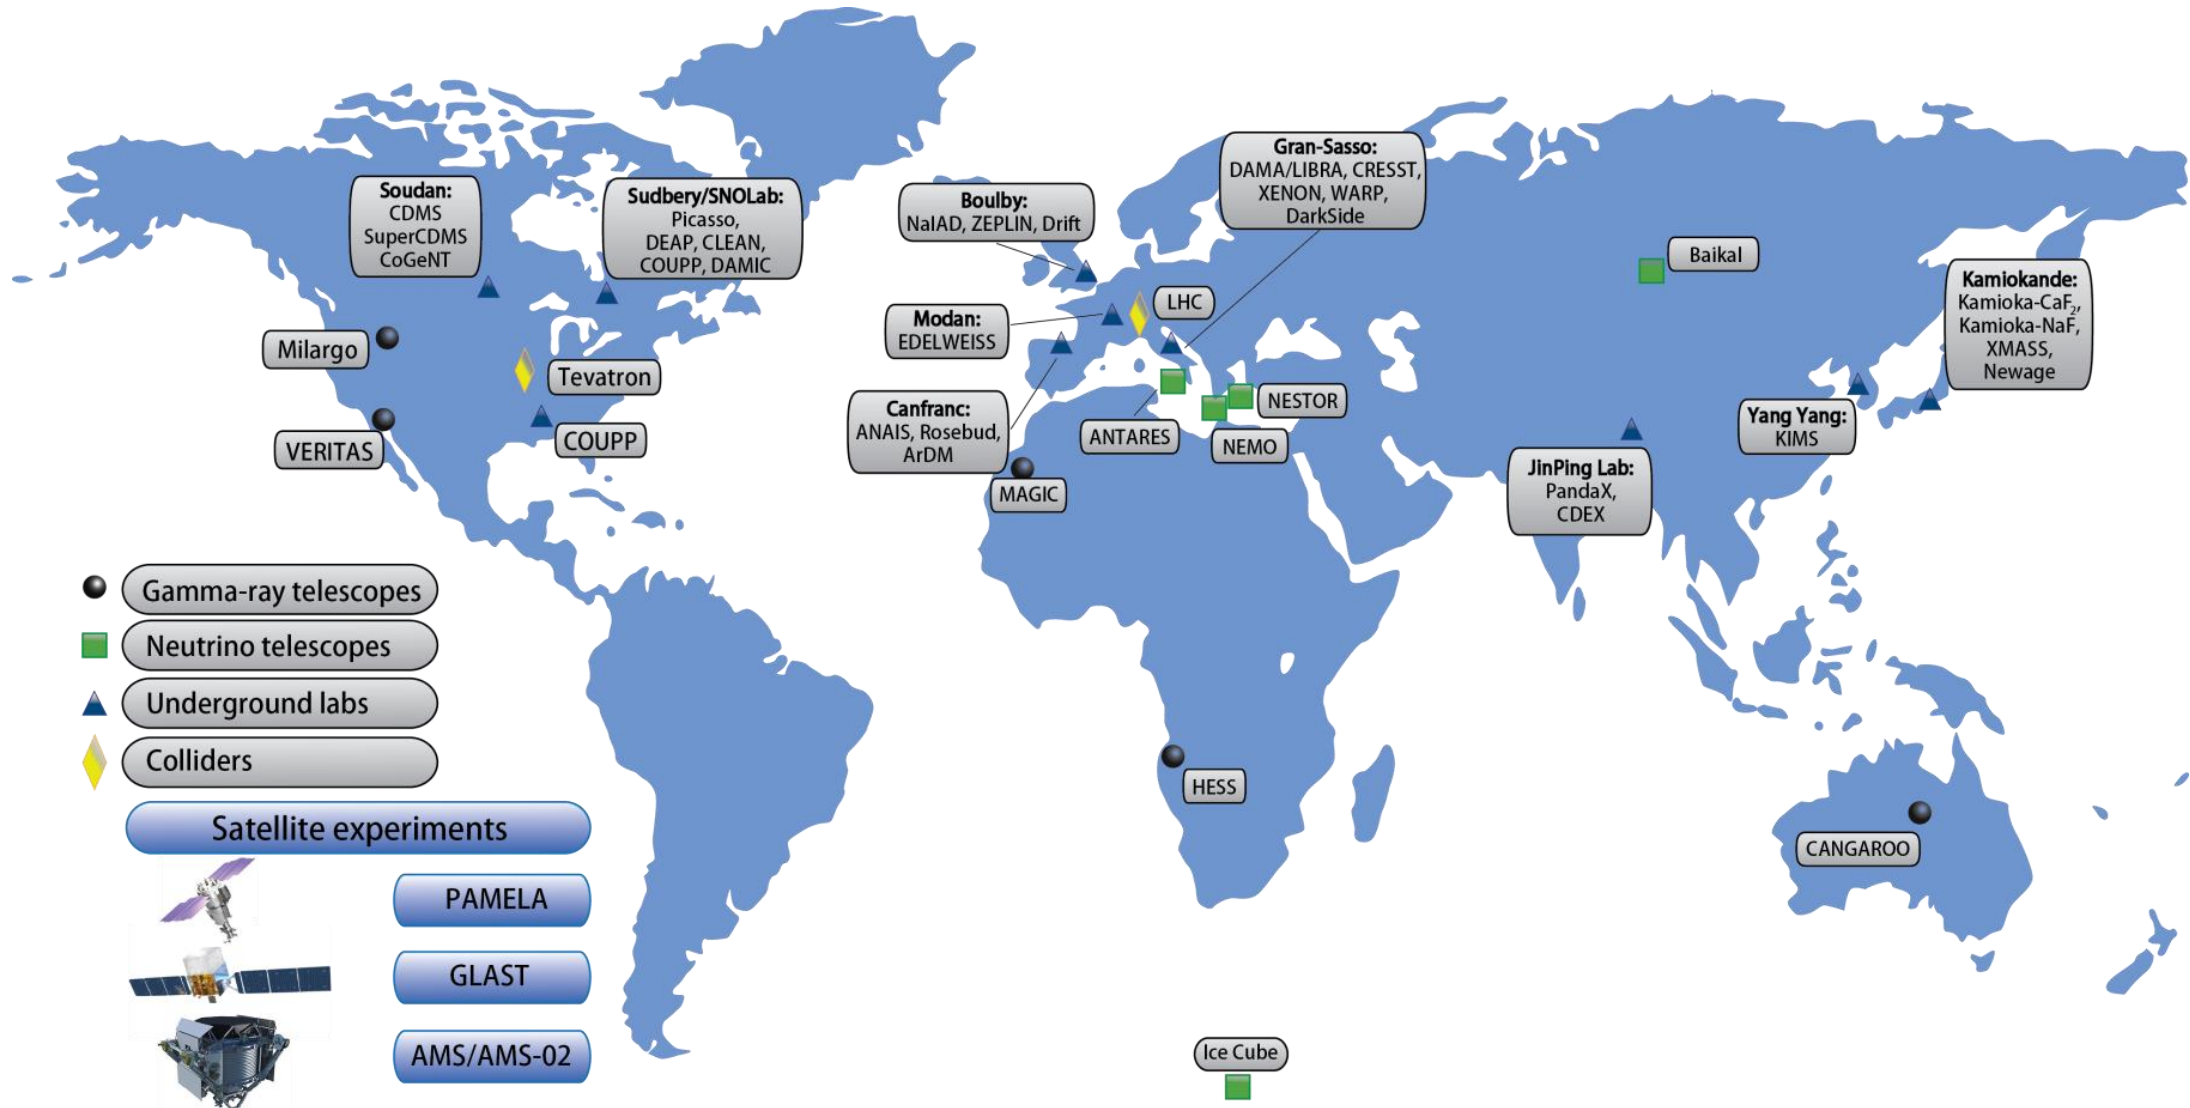 Soudan:
CDMS
SuperCDMS
CoGeNT
Sudbery/SNOLab:
Picasso,
DEAP, CLEAN,
COUPP, DAMIC
Boulby:
NaIAD, ZEPLIN, Drift
Gran-Sasso:
DAMA/LIBRA, CRESST,
XENON, WARP,
DarkSide
Baikal
Kamiokande:
Kamioka-CaF₂,
Kamioka-NaF,
XMASS,
Newage
Milargo
Tevatron
VERITAS
COUPP
Modan:
EDELWEISS
LHC
Canfranc:
ANAIS, Rosebud,
ArDM
MAGIC
ANTARES
NEMO
NESTOR
JinPing Lab:
PandaX,
CDEX
Yang Yang:
KIMS
HESS
CANGAROO
Ice Cube
Gamma-ray telescopes
Neutrino telescopes
Underground labs
Colliders
Satellite experiments
PAMELA
GLAST
AMS/AMS-02